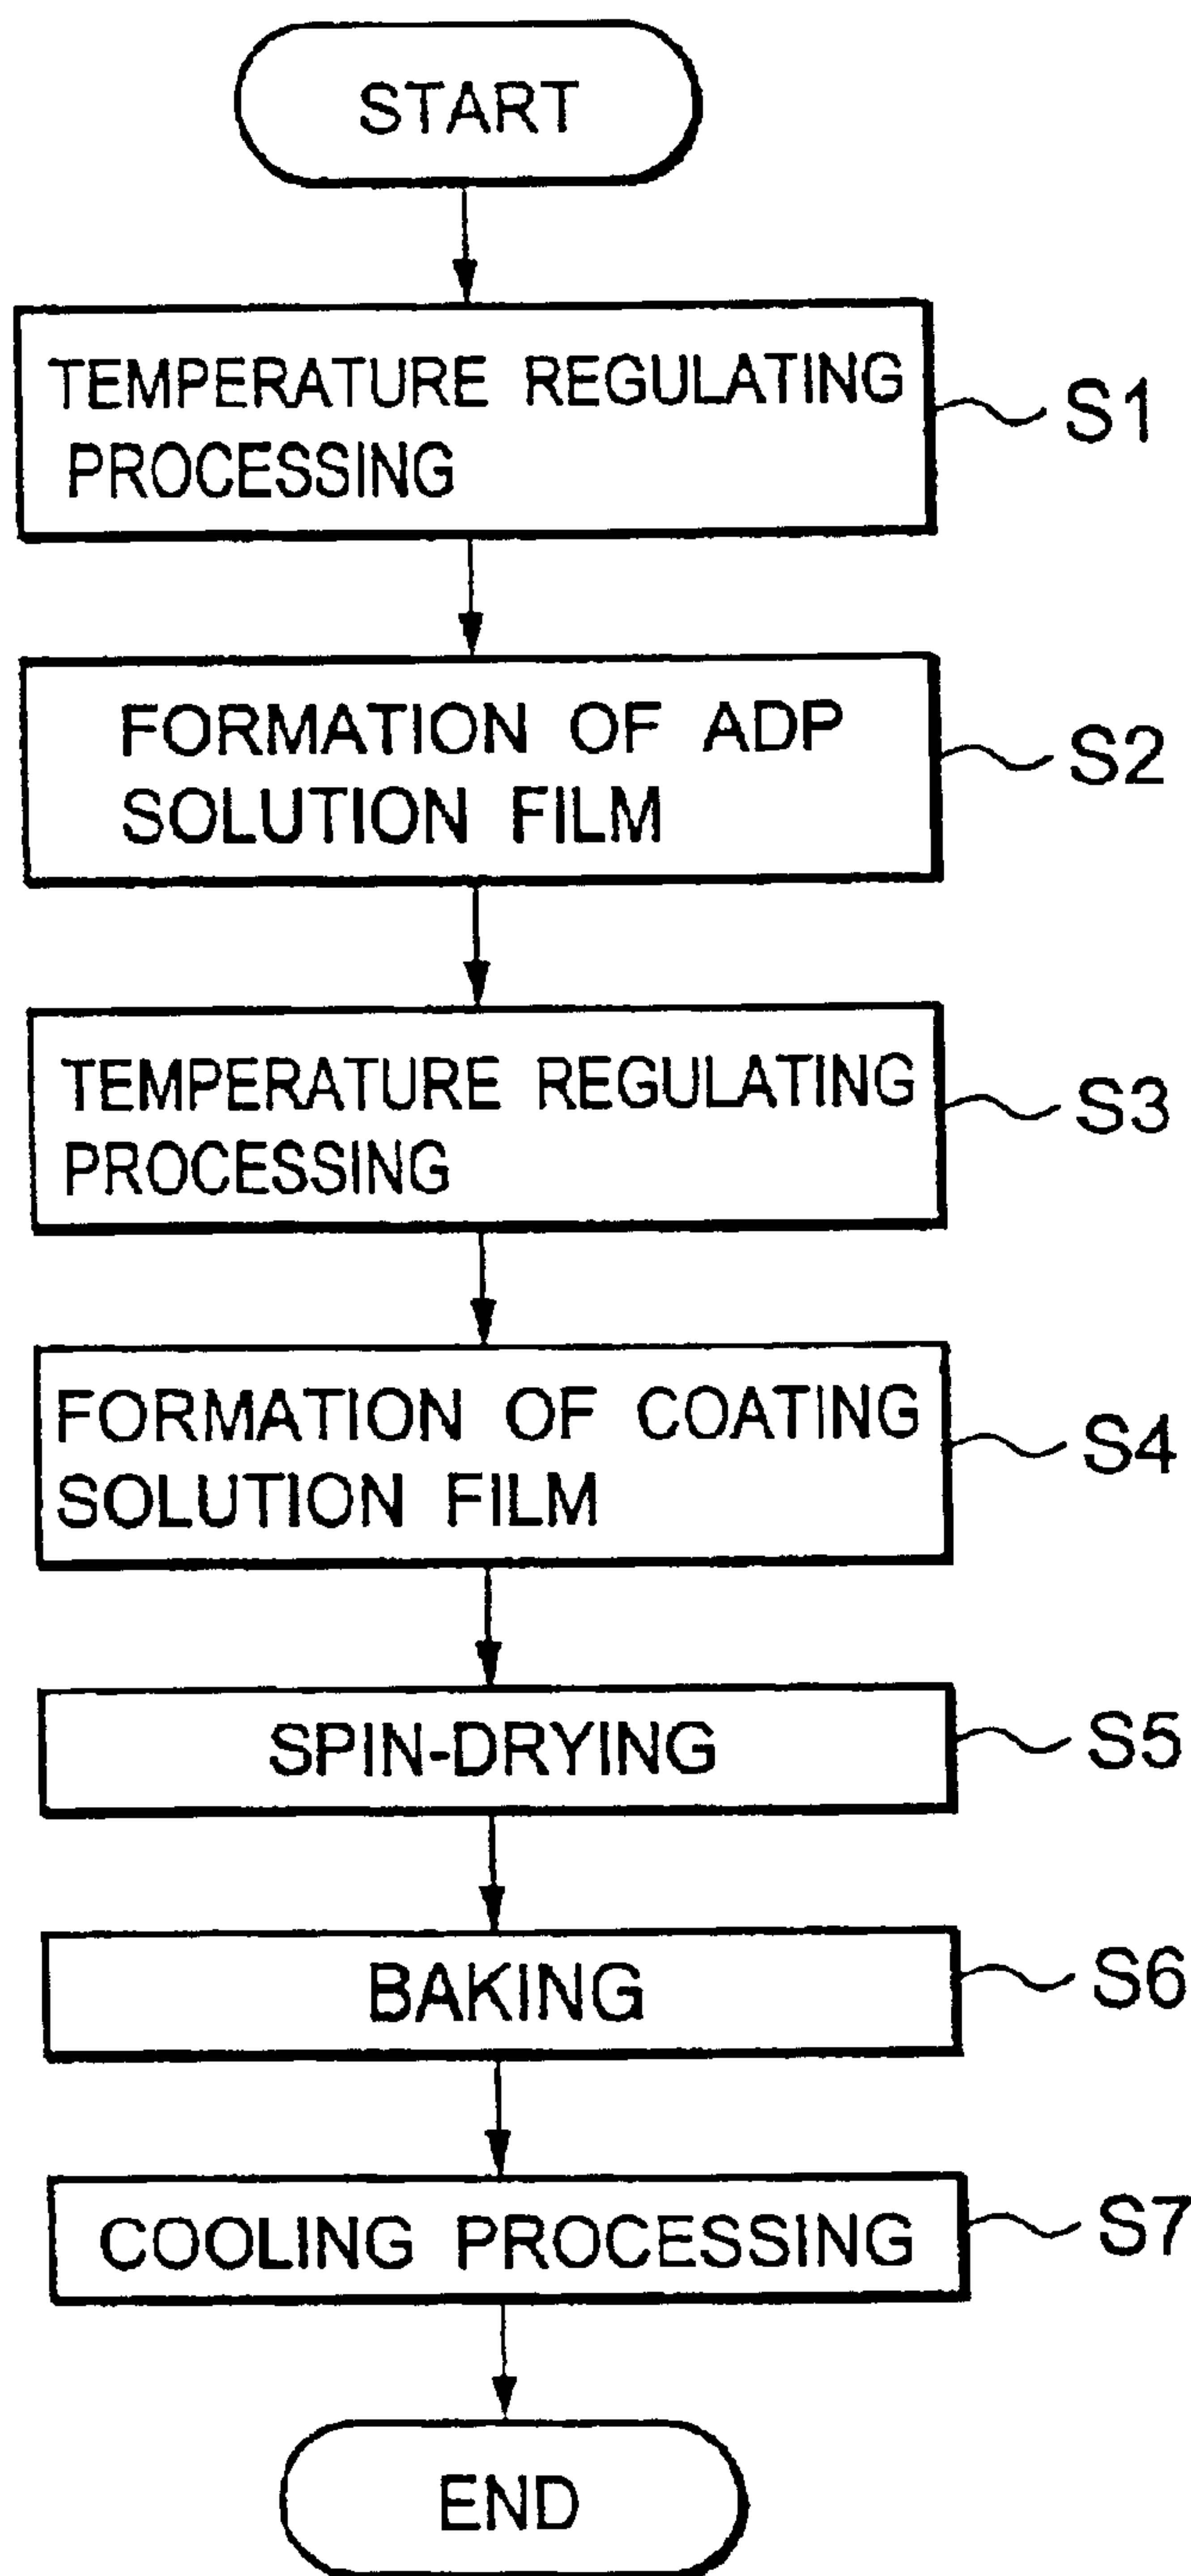 START
TEMPERATURE REGULATING
PROCESSING
S1
FORMATION OF ADP
SOLUTION FILM
S2
TEMPERATURE REGULATING
PROCESSING
S3
FORMATION OF COATING
SOLUTION FILM
S4
SPIN-DRYING
S5
BAKING
S6
COOLING PROCESSING
S7
END